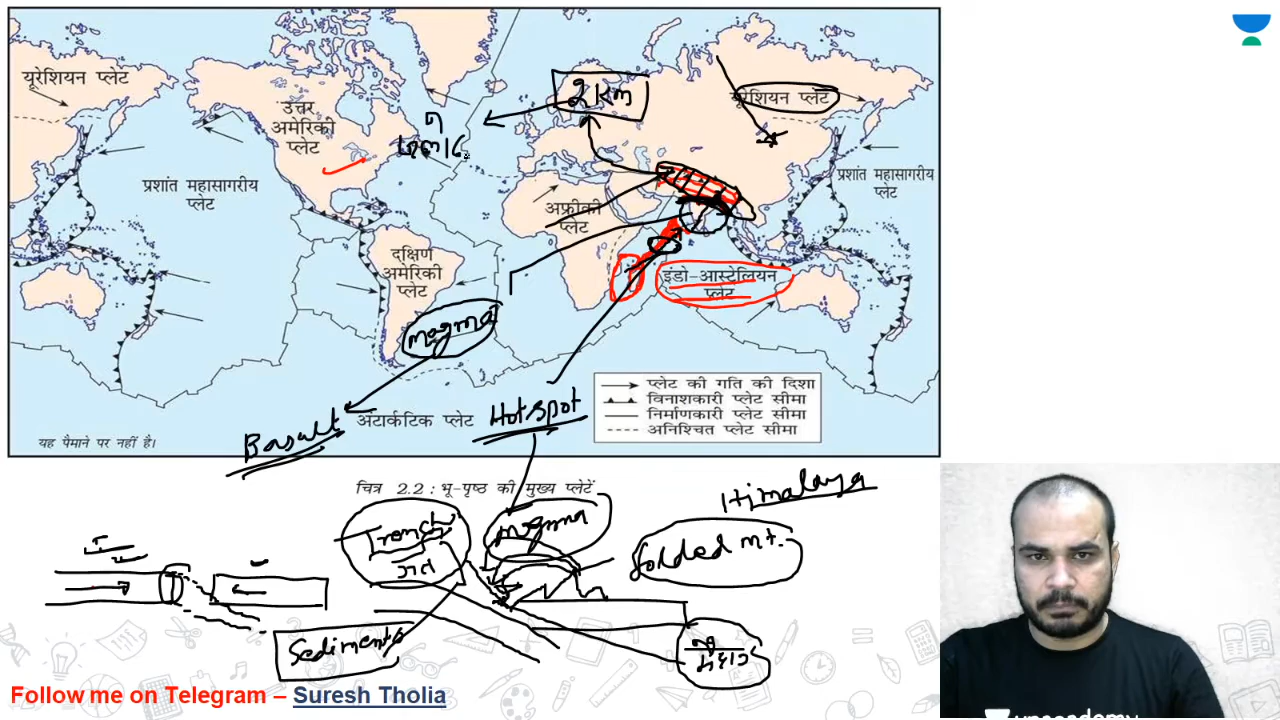 यूरेशियन प्लेट
उत्तर
अमेरिकी
प्लेट
2 Km
यूरेशियन प्लेट
प्रशांत महासागरीय
प्लेट
अफ्रीकी
प्लेट
प्रशांत महासागरीय
प्लेट
दक्षिण
अमेरिकी
प्लेट
इंडो-आस्टेलियन
प्लेट
magma
Basalt
अंटार्कटिक प्लेट
Hotspot
प्लेट की गति की दिशा
विनाशकारी प्लेट सीमा
निर्माणकारी प्लेट सीमा
अनिश्चित प्लेट सीमा
यह पैमाने पर नहीं है।
चित्र 2.2 : भू-पृष्ठ की मुख्य प्लेटें
Himalaya
Trench
गर्त
magma
folded mt.
Sediments
Follow me on Telegram – Suresh Tholia
unacademy